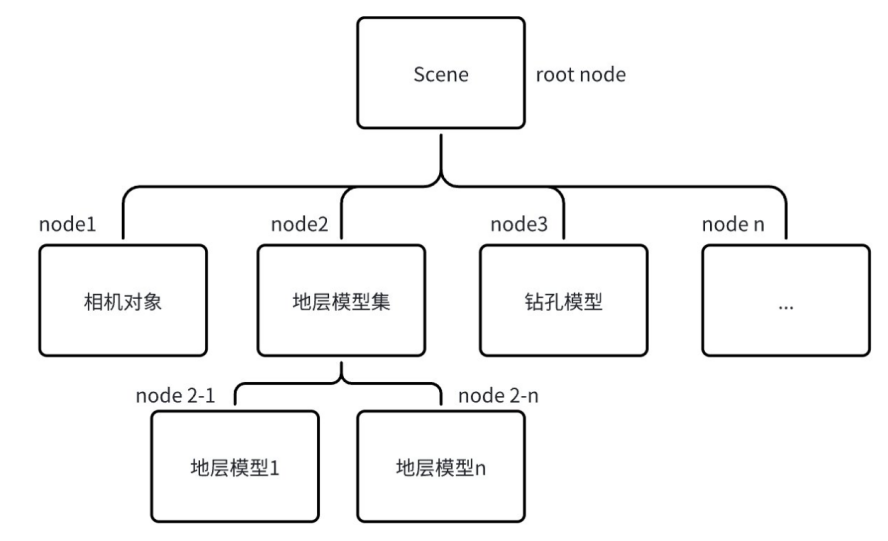 Scene
root node
node1
node2
node3
node n
相机对象
地层模型集
钻孔模型
...
node 2-1
node 2-n
地层模型1
地层模型n